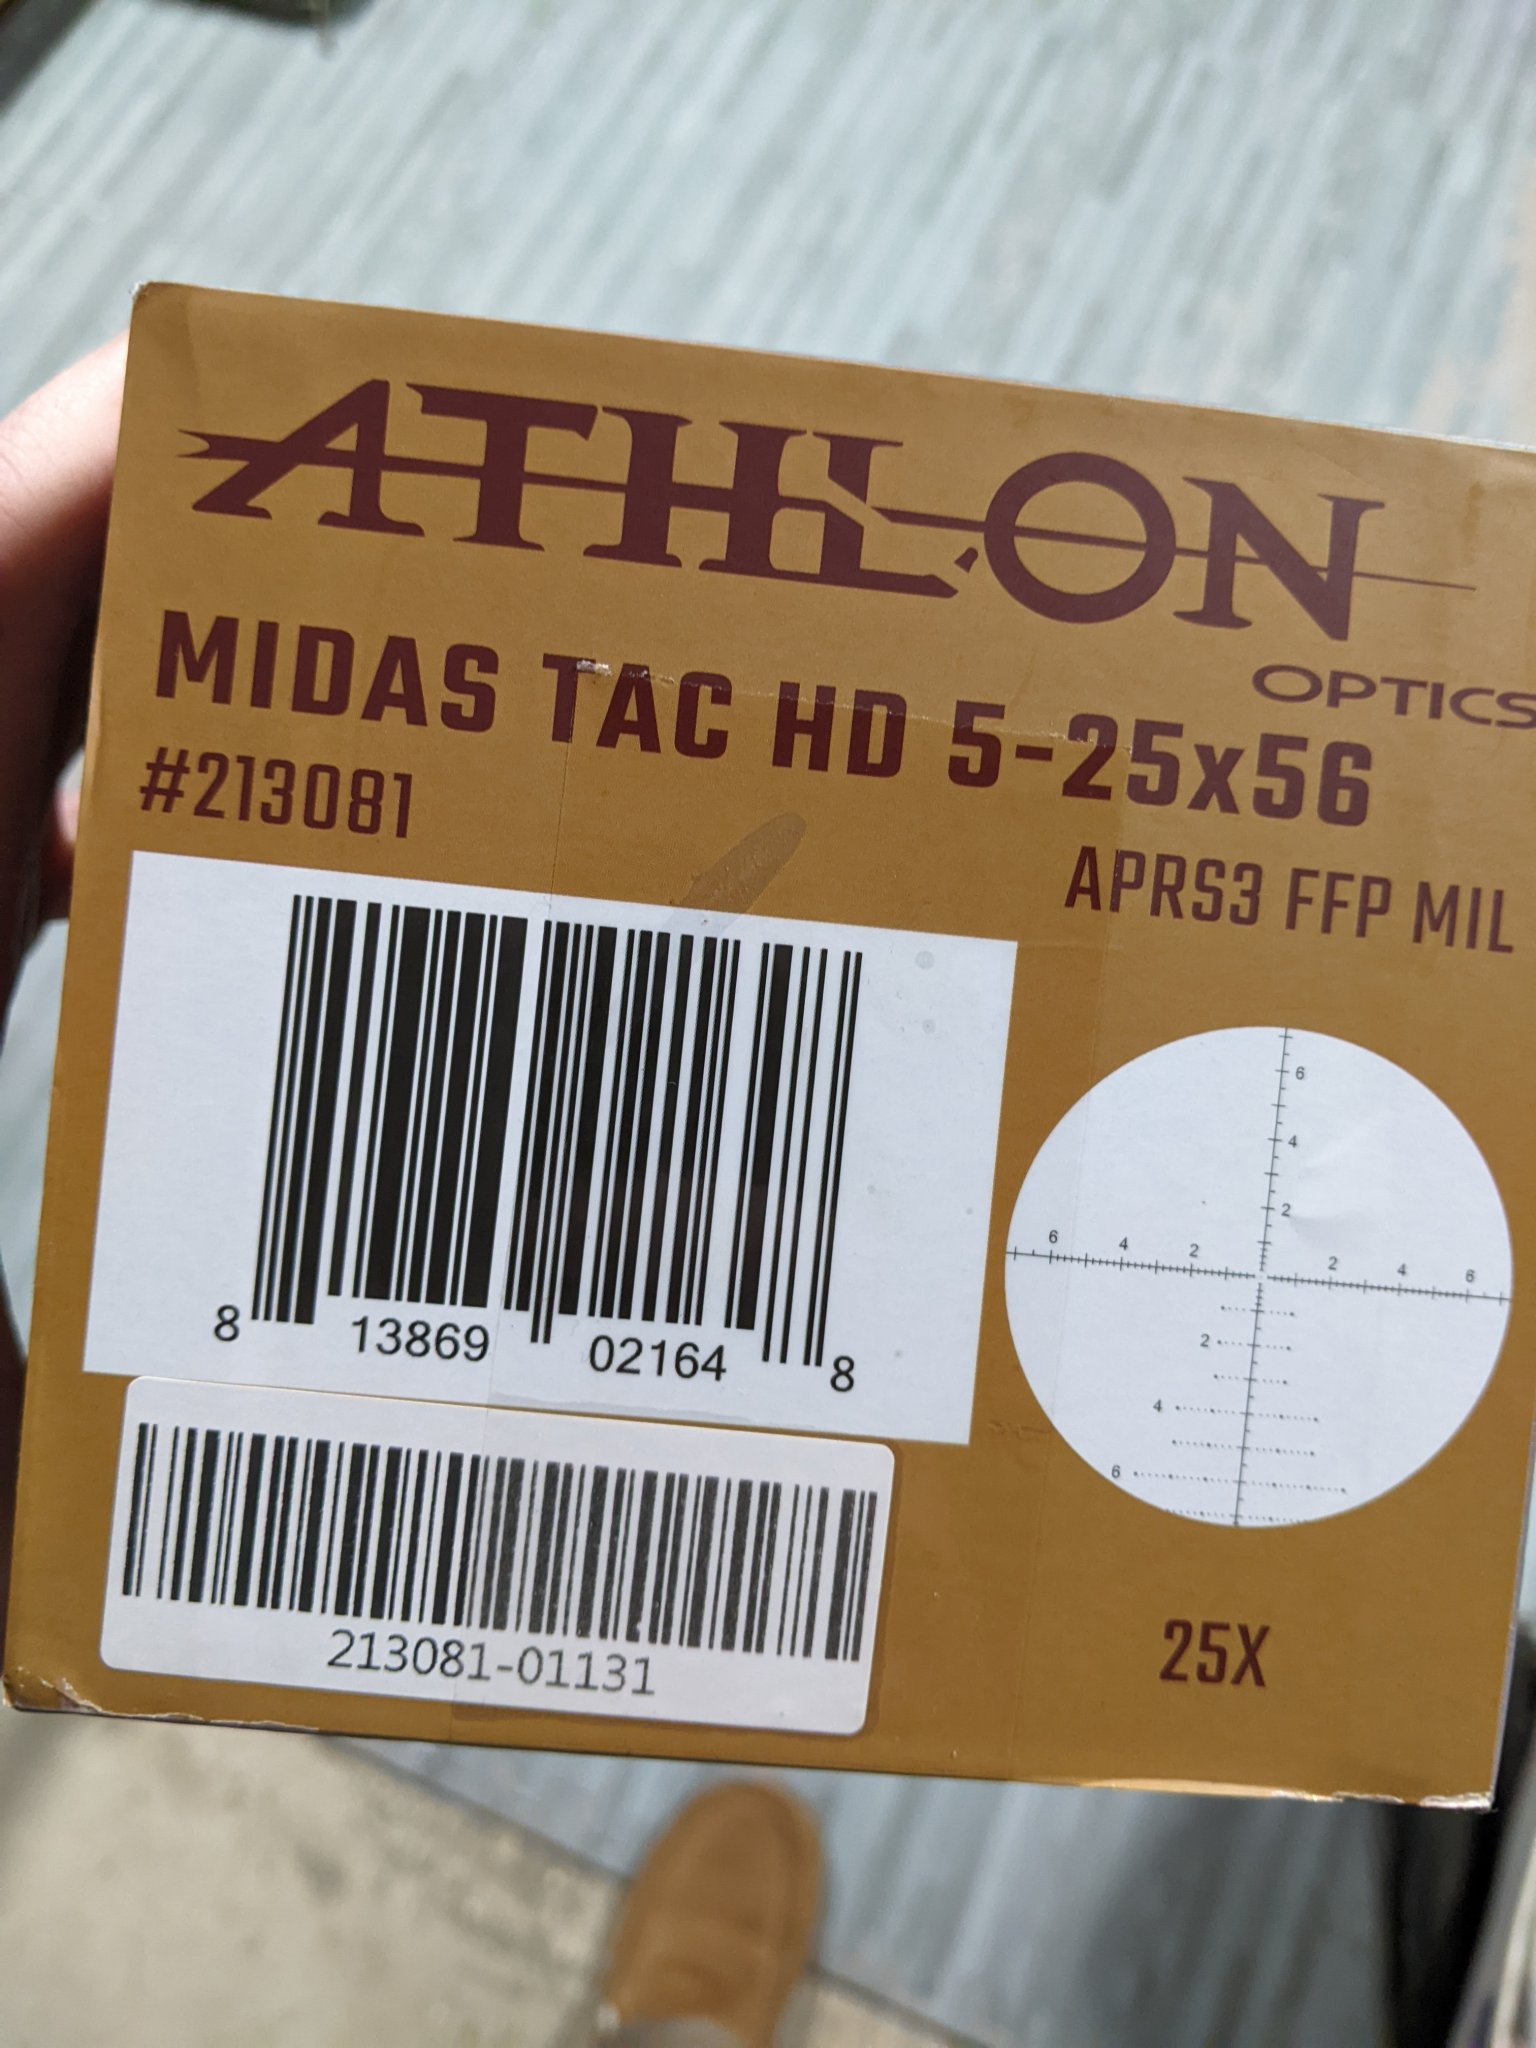 ATHLON
OPTICS
MIDAS TAC HD 5-25x56
#213081
APRS3 FFP MIL
8 13869 02164 8
6
4
2
6 4 2 2 4 6
2
4
6
213081-01131
25X